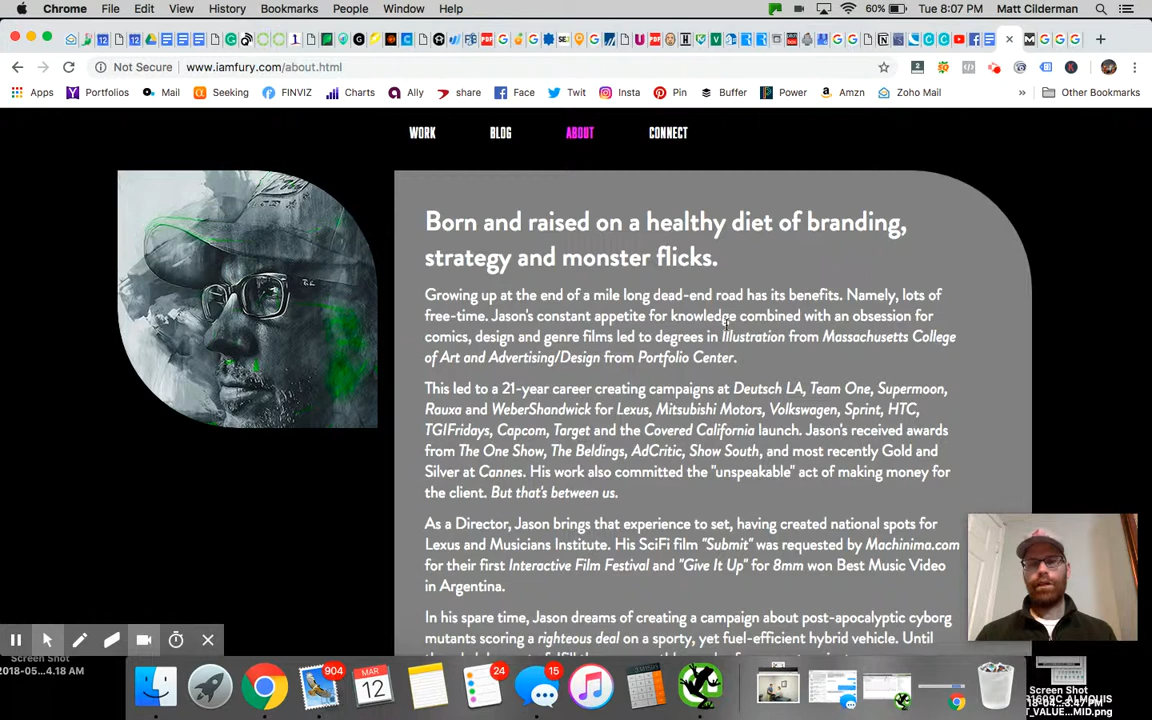 Chrome File Edit View History Bookmarks People Window Help 60% Tue 8:07 PM Matt Cilderman
Not Secure www.iamfury.com/about.html
Apps Portfolios Mail Seeking FINVIZ Charts Ally share Face Twit Insta Pin Buffer Power Amzn Zoho Mail » Other Bookmarks
WORK BLOG ABOUT CONNECT
Born and raised on a healthy diet of branding,
strategy and monster flicks.
Growing up at the end of a mile long dead-end road has its benefits. Namely, lots of
free-time. Jason's constant appetite for knowledge combined with an obsession for
comics, design and genre films led to degrees in Illustration from Massachusetts College
of Art and Advertising/Design from Portfolio Center.
This led to a 21-year career creating campaigns at Deutsch LA, Team One, Supermoon,
Rauxa and WeberShandwick for Lexus, Mitsubishi Motors, Volkswagen, Sprint, HTC,
TGIFridays, Capcom, Target and the Covered California launch. Jason's received awards
from The One Show, The Beldings, AdCritic, Show South, and most recently Gold and
Silver at Cannes. His work also committed the "unspeakable" act of making money for
the client. But that's between us.
As a Director, Jason brings that experience to set, having created national spots for
Lexus and Musicians Institute. His SciFi film "Submit" was requested by Machinima.com
for their first Interactive Film Festival and "Give It Up" for 8mm won Best Music Video
in Argentina.
In his spare time, Jason dreams of creating a campaign about post-apocalyptic cyborg
mutants scoring a righteous deal on a sporty, yet fuel-efficient hybrid vehicle. Until
Screen Shot
2018-05...4.18 AM
904
MAR
12
24
15
Screen Shot